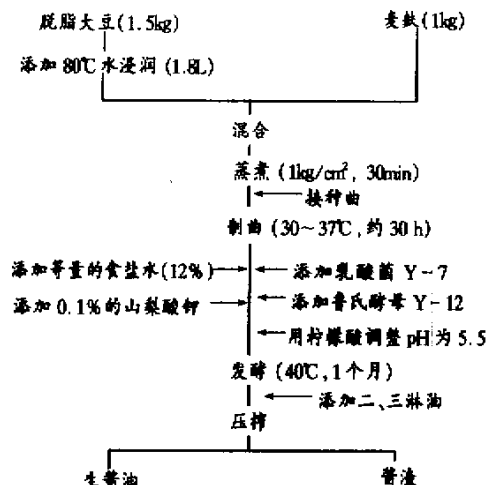 脱脂大豆(1.5kg)
麦麸(1kg)
添加80℃水浸润(1.8L)
混合
蒸煮(1kg/cm², 30min)
接种曲
制曲(30~37℃,约30h)
添加等量的食盐水(12%)
添加乳酸菌Y-7
添加0.1%的山梨酸钾
添加鲁氏酵母Y-12
用柠檬酸调整pH为5.5
发酵(40℃,1个月)
添加二、三淋油
压榨
生酱油
酱渣